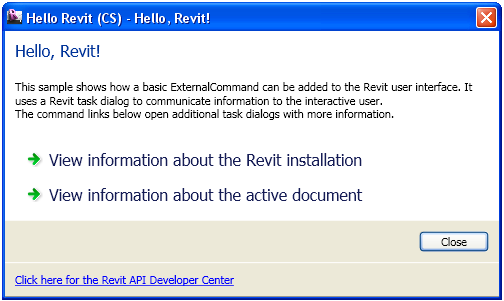 Hello Revit (CS) - Hello, Revit!
Hello, Revit!
This sample shows how a basic ExternalCommand can be added to the Revit user interface. It
uses a Revit task dialog to communicate information to the interactive user.
The command links below open additional task dialogs with more information.
View information about the Revit installation
View information about the active document
Close
Click here for the Revit API Developer Center